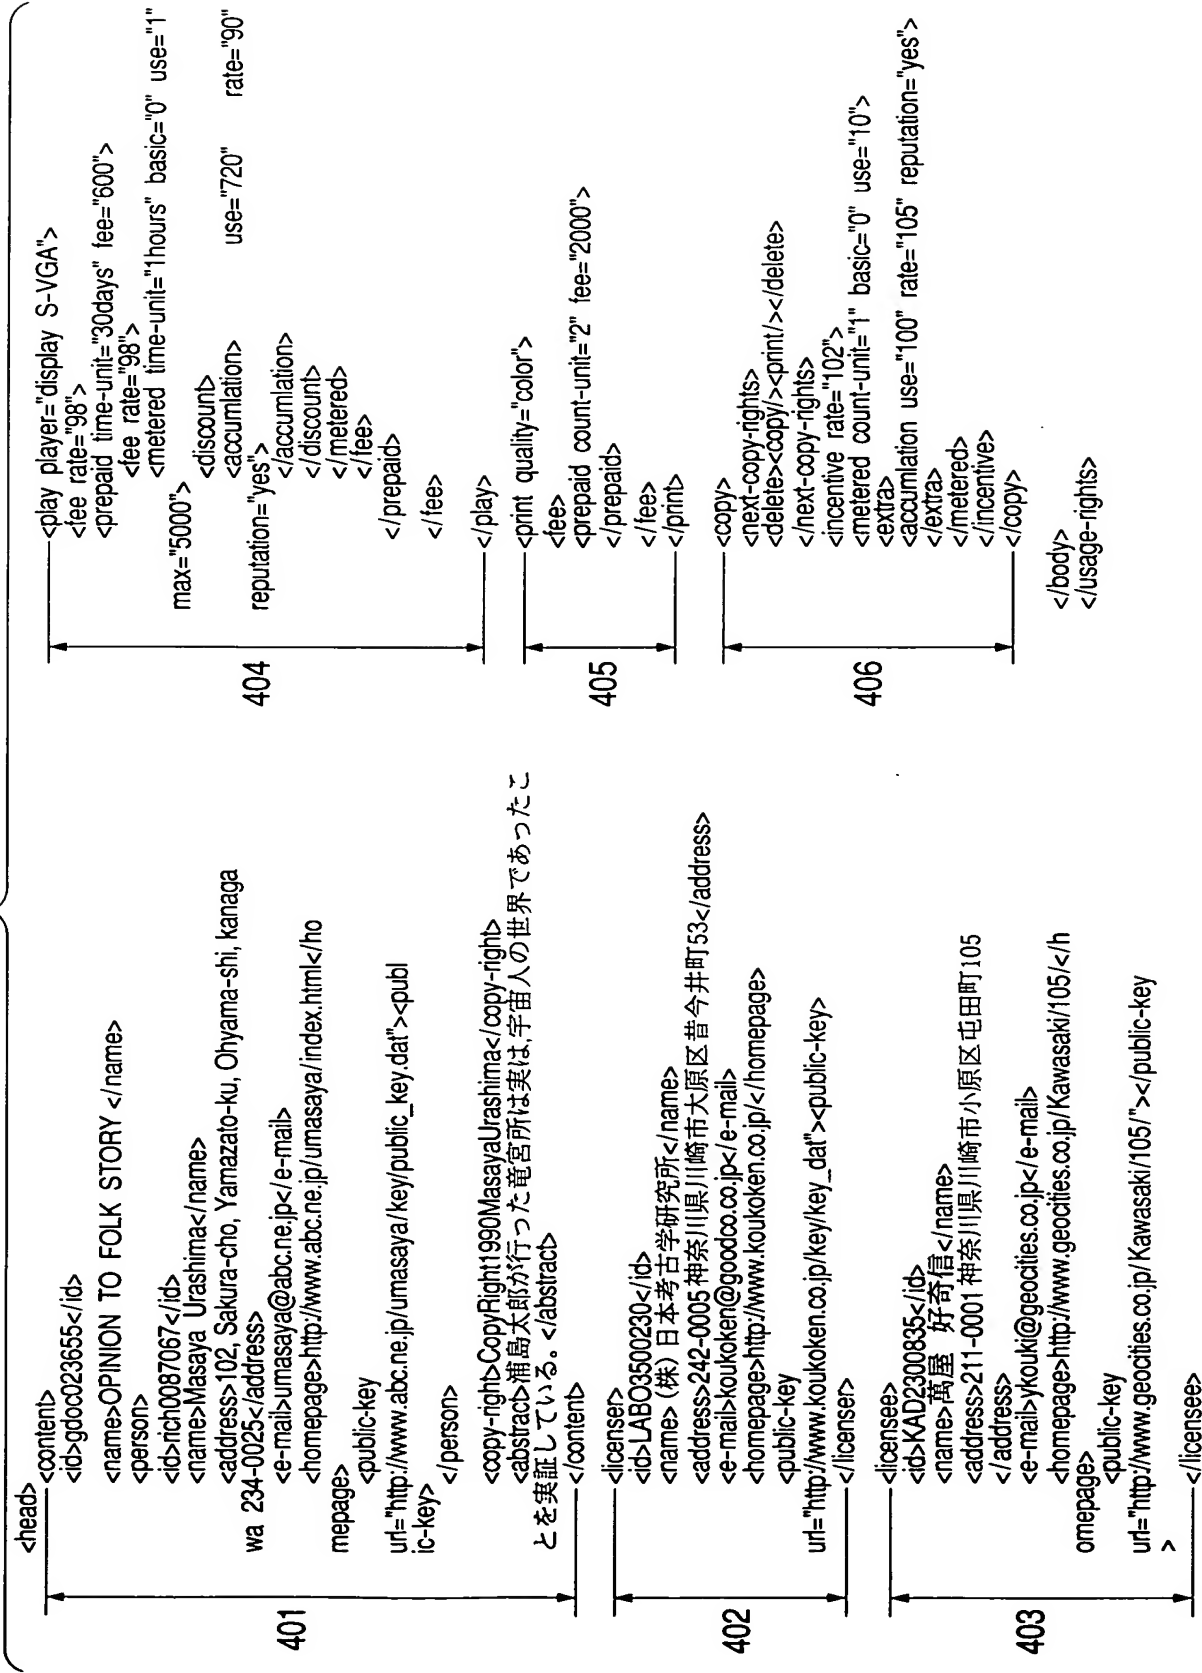 <head>
<content>
<id>gdoc023655</id>
<name>OPINION TO FOLK STORY </name>
<person>
<id>rich0087067</id>
<name>Masaya Urashima</name>
<address>102, Sakura-cho, Yamazato-ku, Ohyama-shi, kanaga
wa 234-0025</address>
<e-mail>umasaya@abc.ne.jp</e-mail>
<homepage>http://www.abc.ne.jp/umasaya/index.html</ho
mepage>
<public-key
url="http://www.abc.ne.jp/umasaya/key/public_key.dat"><publ
ic-key>
</person>
<copy-right>CopyRight1990MasayaUrashima</copy-right>
<abstract>浦島太郎が行った竜宮所は実は,宇宙人の世界であったこ
とを実証している。</abstract>
</content>
401
<licenser>
<id>LABO3500230</id>
<name> (株) 日本考古学研究所</name>
<address>242-0005 神奈川県川崎市大原区昔今井町53</address>
<e-mail>koukoken@goodco.co.jp</e-mail>
<homepage>http://www.koukoken.co.jp/</homepage>
<public-key
url="http://www.koukoken.co.jp/key/key_dat"><public-key>
</licenser>
402
<licensee>
<id>KAD2300835</id>
<name>萬屋 好奇信</name>
<address>211-0001 神奈川県川崎市小原区屯田町105
</address>
<e-mail>ykouki@geocities.co.jp</e-mail>
<homepage>http://www.geocities.co.jp/Kawasaki/105/</h
omepage>
<public-key
url="http://www.geocities.co.jp/Kawasaki/105/"></public-key
>
</licensee>
403
<play player="display S-VGA">
<fee rate="98">
<prepaid time-unit="30days" fee="600">
<fee rate="98">
<metered time-unit="1hours" basic="0" use="1"
max="5000">
<discount>
<accumlation> use="720" rate="90"
reputation="yes">
</accumlation>
</discount>
</metered>
</fee>
</prepaid>
</fee>
</play>
404
<print quality="color">
<fee>
<prepaid count-unit="2" fee="2000">
</prepaid>
</fee>
</print>
405
<copy>
<next-copy-rights>
<delete><copy/><print/></delete>
</next-copy-rights>
<incentive rate="102">
<metered count-unit="1" basic="0" use="10">
<extra>
<accumlation use="100" rate="105" reputation="yes">
</extra>
</metered>
</incentive>
</copy>
406
</body>
</usage-rights>